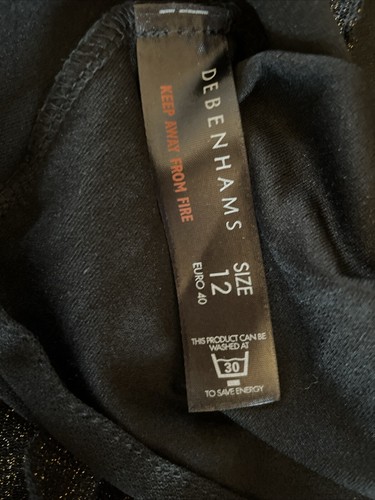 DEBENHAMS
KEEP AWAY FROM FIRE
SIZE
12
EURO 40
THIS PRODUCT CAN BE
WASHED AT
30
TO SAVE ENERGY